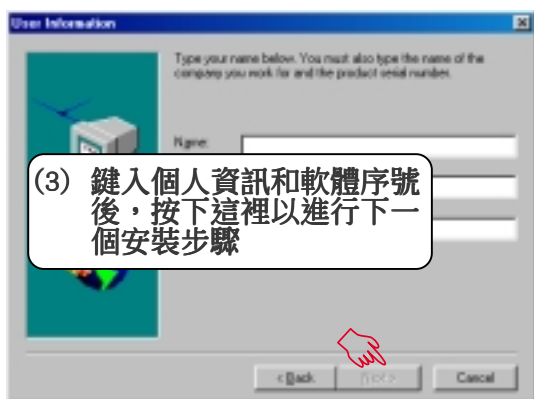 User Information
Type your name below. You must also type the name of the
company you work for and the product serial number.
Name:
(3) 鍵入個人資訊和軟體序號
後，按下這裡以進行下一
個安裝步驟
< Back
Next >
Cancel